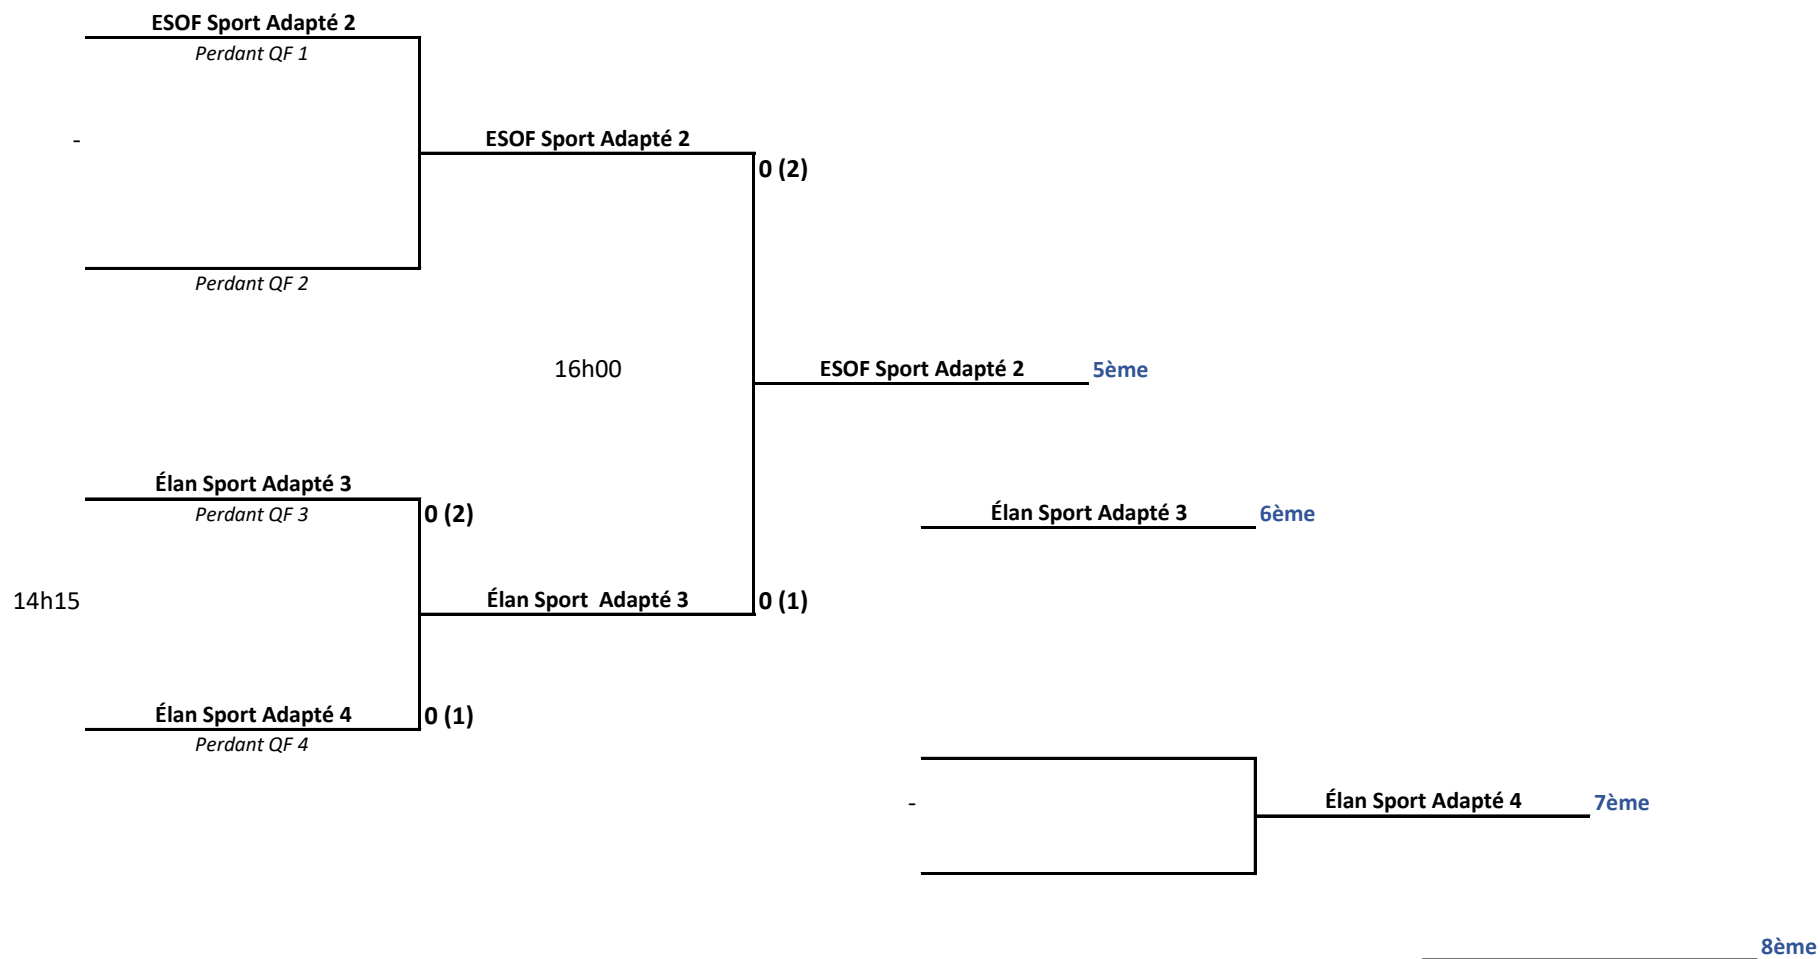 ESOF Sport Adapté 2
Perdant QF 1
-
ESOF Sport Adapté 2
0 (2)
Perdant QF 2
16h00
ESOF Sport Adapté 2 5ème
Élan Sport Adapté 3
Perdant QF 3
0 (2)
Élan Sport Adapté 3 6ème
14h15
Élan Sport  Adapté 3
0 (1)
Élan Sport Adapté 4
0 (1)
Perdant QF 4
-
Élan Sport Adapté 4 7ème
8ème